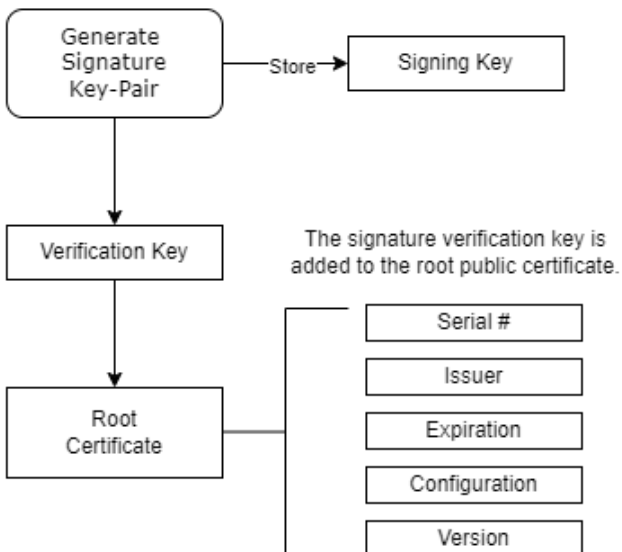 Generate
Signature
Key-Pair
Store
Signing Key
Verification Key
The signature verification key is
added to the root public certificate.
Serial #
Issuer
Root
Certificate
Expiration
Configuration
Version